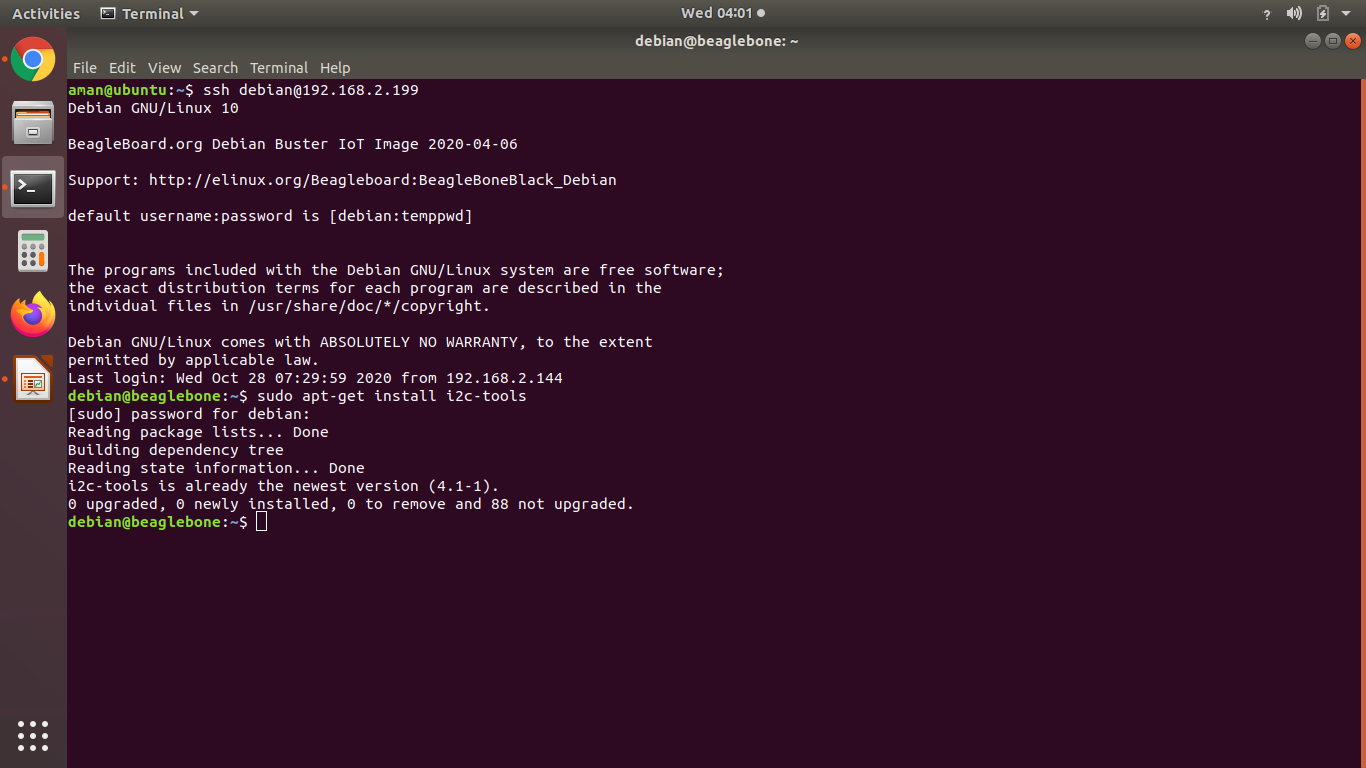 Activities Terminal Wed 04:01 ?
debian@beaglebone: ~
File Edit View Search Terminal Help
aman@ubuntu:~$ ssh debian@192.168.2.199
Debian GNU/Linux 10
BeagleBoard.org Debian Buster IoT Image 2020-04-06
Support: http://elinux.org/Beagleboard:BeagleBoneBlack_Debian
default username:password is [debian:temppwd]
The programs included with the Debian GNU/Linux system are free software;
the exact distribution terms for each program are described in the
individual files in /usr/share/doc/*/copyright.
Debian GNU/Linux comes with ABSOLUTELY NO WARRANTY, to the extent
permitted by applicable law.
Last login: Wed Oct 28 07:29:59 2020 from 192.168.2.144
debian@beaglebone:~$ sudo apt-get install i2c-tools
[sudo] password for debian:
Reading package lists... Done
Building dependency tree
Reading state information... Done
i2c-tools is already the newest version (4.1-1).
0 upgraded, 0 newly installed, 0 to remove and 88 not upgraded.
debian@beaglebone:~$